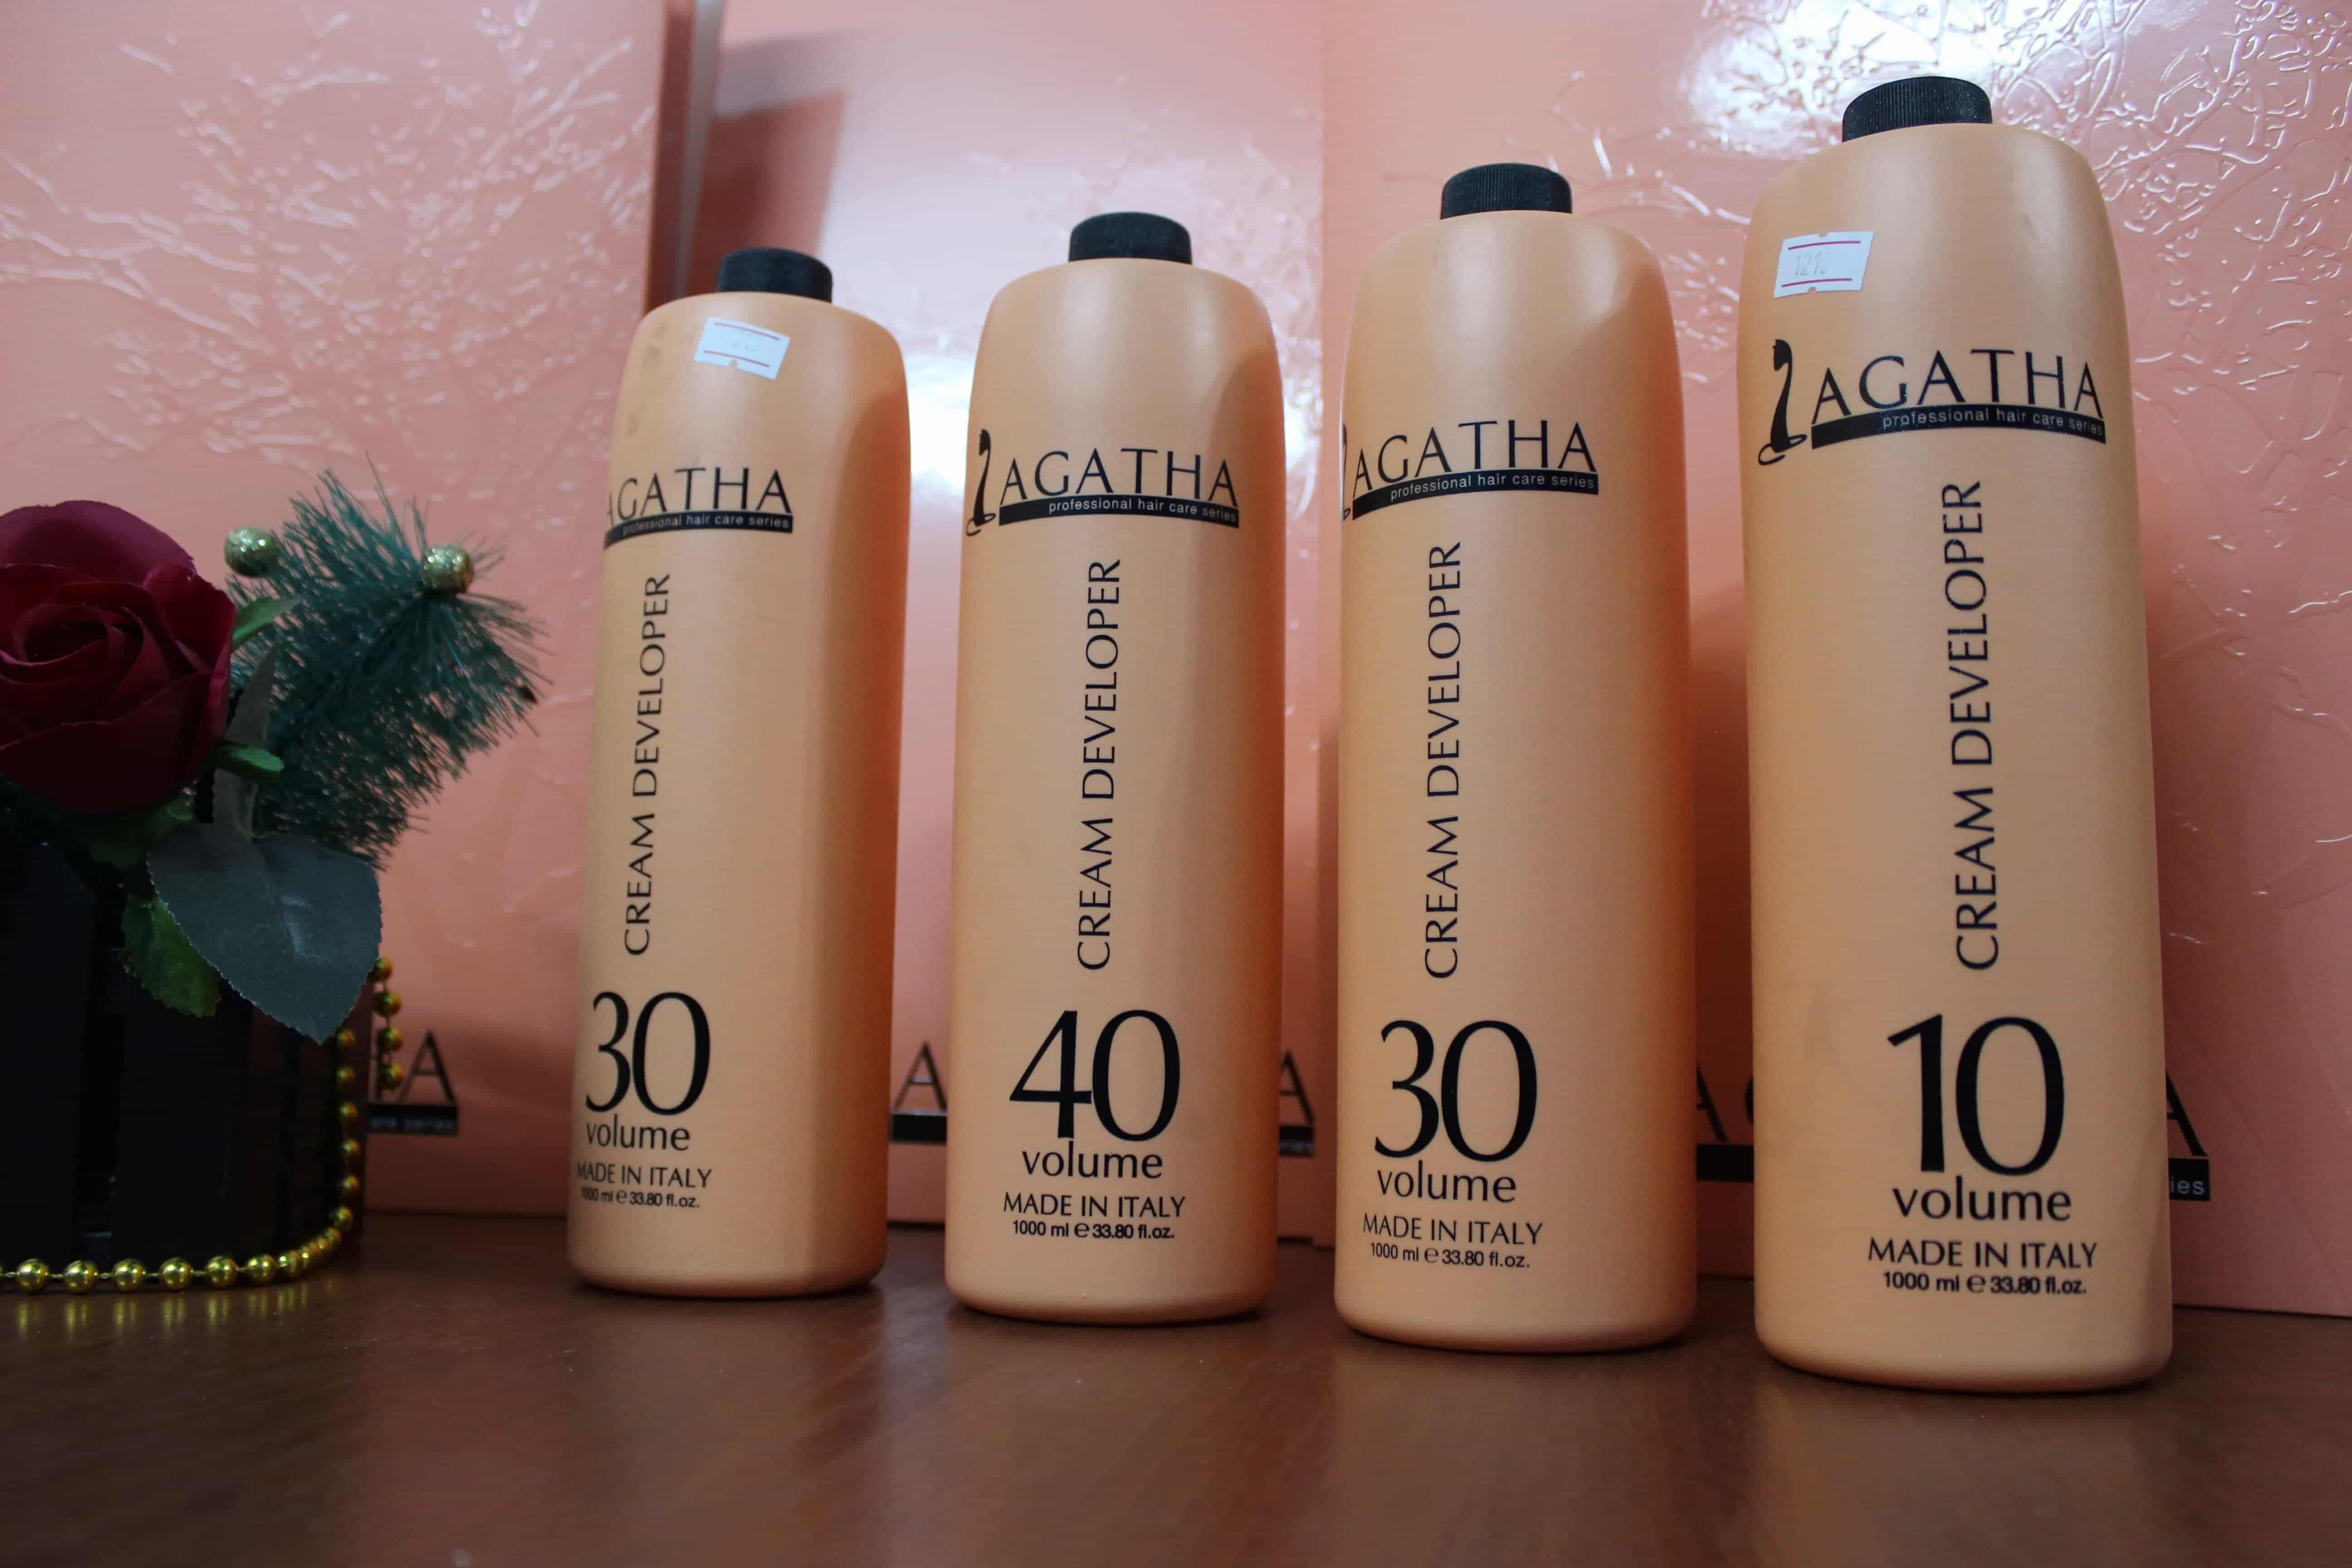 AGATHA
professional hair care series
CREAM DEVELOPER
30
volume
MADE IN ITALY
1000 ml e 33.80 fl.oz.
AGATHA
professional hair care series
CREAM DEVELOPER
40
volume
MADE IN ITALY
1000 ml e 33.80 fl.oz.
AGATHA
professional hair care series
CREAM DEVELOPER
30
volume
MADE IN ITALY
1000 ml e 33.80 fl.oz.
AGATHA
professional hair care series
CREAM DEVELOPER
10
volume
MADE IN ITALY
1000 ml e 33.80 fl.oz.